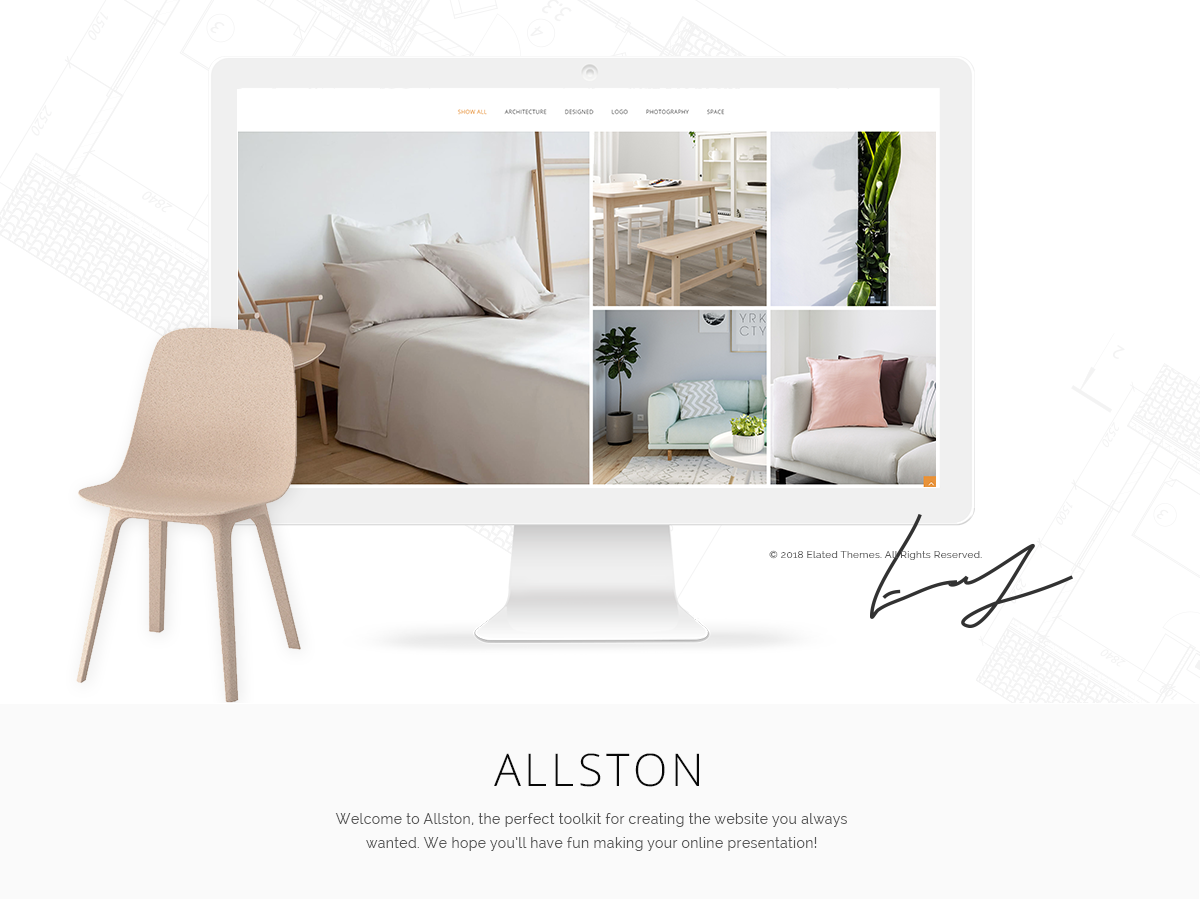 SHOW ALL ARCHITECTURE DESIGNED LOGO PHOTOGRAPHY SPACE
YRK
CTY
© 2018 Elated Themes. All Rights Reserved.
ALLSTON
Welcome to Allston, the perfect toolkit for creating the website you always
wanted. We hope you'll have fun making your online presentation!